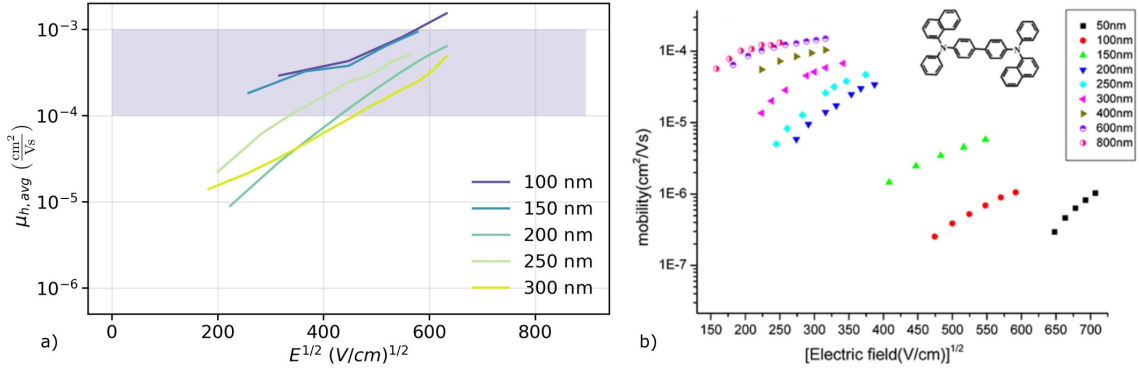 10⁻³
10⁻⁴
10⁻⁵
10⁻⁶
μh,avg (cm²/Vs)
0 200 400 600 800
E^1/2 (V/cm)^1/2
100 nm
150 nm
200 nm
250 nm
300 nm
a)
1E-4
1E-5
1E-6
1E-7
mobility(cm²/Vs)
150 200 250 300 350 400 450 500 550 600 650 700
[Electric field(V/cm)]^1/2
N
N
50nm
100nm
150nm
200nm
250nm
300nm
400nm
600nm
800nm
b)